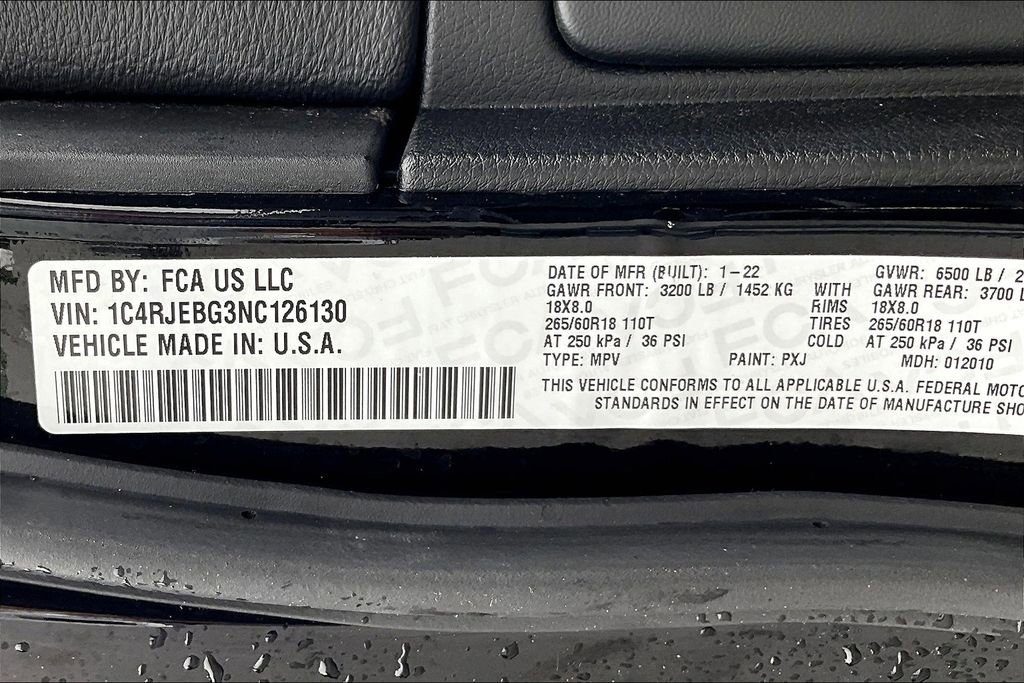 MFD BY: FCA US LLC
VIN: 1C4RJEBG3NC126130
VEHICLE MADE IN: U.S.A.
DATE OF MFR (BUILT): 1-22 GVWR: 6500 LB / 2
GAWR FRONT: 3200 LB / 1452 KG WITH GAWR REAR: 3700 L
18X8.0 RIMS 18X8.0
265/60R18 110T TIRES 265/60R18 110T
AT 250 kPa / 36 PSI COLD AT 250 kPa / 36 PSI
TYPE: MPV PAINT: PXJ MDH: 012010
THIS VEHICLE CONFORMS TO ALL APPLICABLE U.S.A. FEDERAL MOTO
STANDARDS IN EFFECT ON THE DATE OF MANUFACTURE SHO